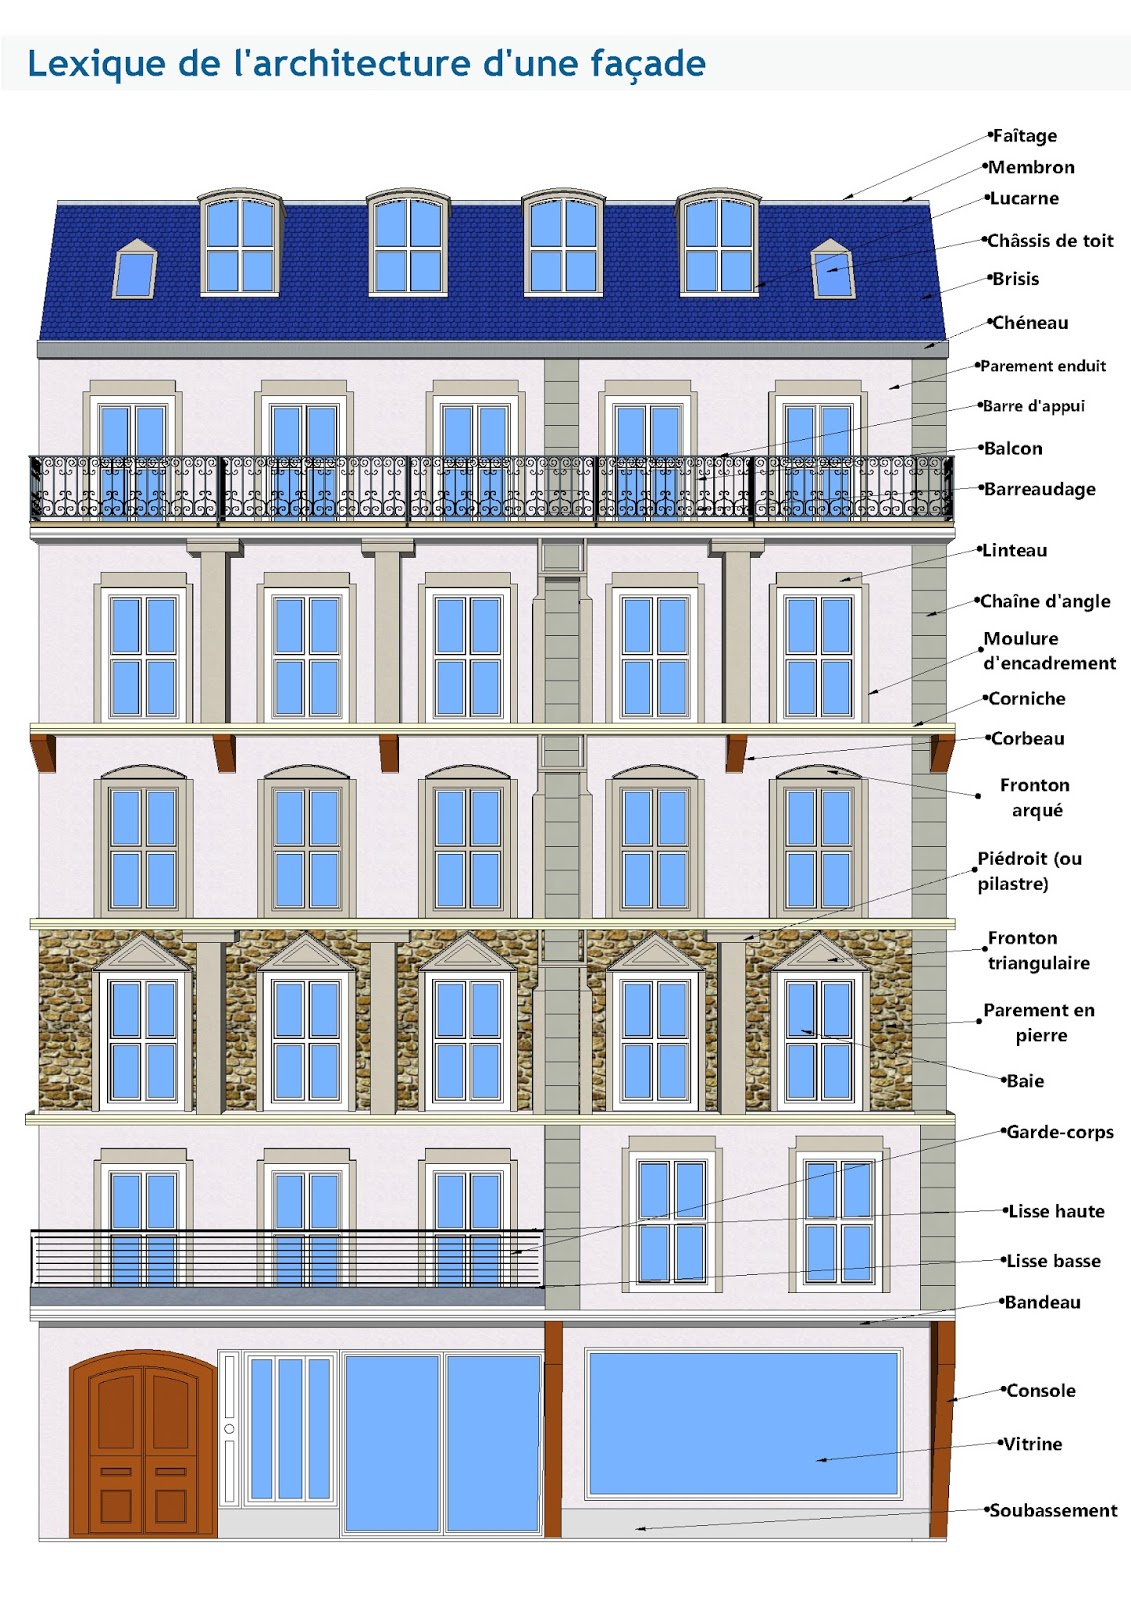 Lexique de l'architecture d'une façade
Faîtage
Membron
Lucarne
Châssis de toit
Brisis
Chéneau
Parement enduit
Barre d'appui
Balcon
Barreaudage
Linteau
Chaîne d'angle
Moulure
d'encadrement
Corniche
Corbeau
Fronton
arqué
Piédroit (ou
pilastre)
Fronton
triangulaire
Parement en
pierre
Baie
Garde-corps
Lisse haute
Lisse basse
Bandeau
Console
Vitrine
Soubassement